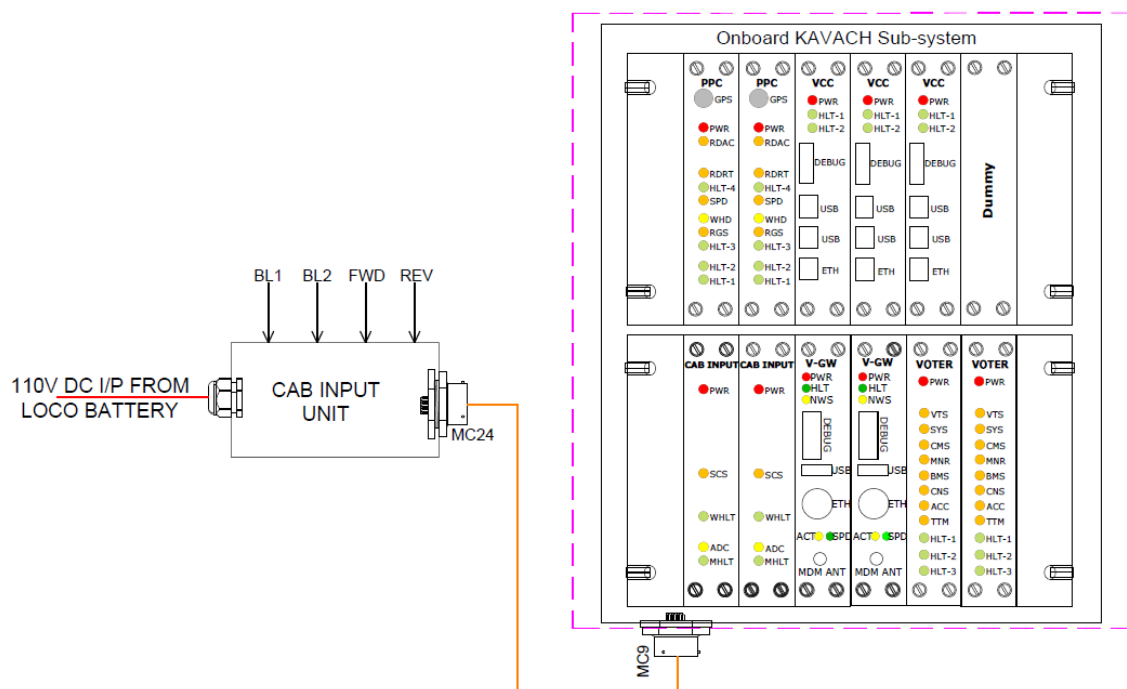 Onboard KAVACH Sub-system
PPC
GPS
PWR
RDAC
RDRT
HLT-4
SPD
WHD
RGS
HLT-3
HLT-2
HLT-1
PPC
GPS
PWR
RDAC
RDRT
HLT-4
SPD
WHD
RGS
HLT-3
HLT-2
HLT-1
VCC
PWR
HLT-1
HLT-2
DEBUG
USB
USB
ETH
VCC
PWR
HLT-1
HLT-2
DEBUG
USB
USB
ETH
VCC
PWR
HLT-1
HLT-2
DEBUG
USB
USB
ETH
Dummy
BL1 BL2 FWD REV
110V DC I/P FROM
LOCO BATTERY
CAB INPUT
UNIT
MC24
CAB INPUT
PWR
SCS
WHLT
ADC
MHLT
CAB INPUT
PWR
SCS
WHLT
ADC
MHLT
V-GW
PWR
HLT
NWS
DEBUG
USB
ETH
ACT SPD
MDM ANT
V-GW
PWR
HLT
NWS
DEBUG
USB
ETH
ACT SPD
MDM ANT
VOTER
PWR
VTS
SYS
CMS
MNR
BMS
CNS
ACC
TTM
HLT-1
HLT-2
HLT-3
VOTER
PWR
VTS
SYS
CMS
MNR
BMS
CNS
ACC
TTM
HLT-1
HLT-2
HLT-3
MC9